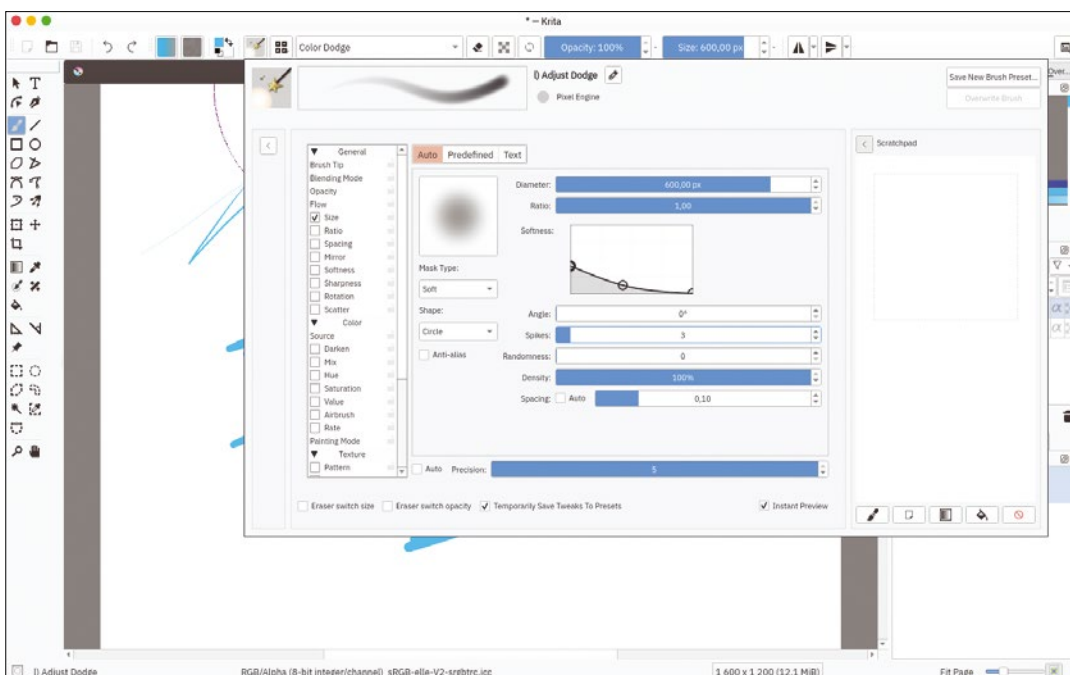 * — Krita
Color Dodge
Opacity: 100%
Size: 600,00 px
l) Adjust Dodge
Pixel Engine
Save New Brush Preset...
Overwrite Brush
Over...
General
Brush Tip
Blending Mode
Opacity
Flow
Size
Ratio
Spacing
Mirror
Softness
Sharpness
Rotation
Scatter
Color
Source
Darken
Mix
Hue
Saturation
Value
Airbrush
Rate
Painting Mode
Texture
Pattern
Auto Predefined Text
Mask Type:
Soft
Shape:
Circle
Anti-alias
Diameter: 600,00 px
Ratio: 1,00
Softness:
Angle: 0°
Spikes: 3
Randomness: 0
Density: 100%
Spacing: Auto 0,10
Auto Precision: 5
Eraser switch size Eraser switch opacity Temporarily Save Tweaks To Presets Instant Preview
Scratchpad
l) Adjust Dodge
RGB/Alpha (8-bit integer/channel) sRGB-elle-V2-srgbtrc.icc
1 600 x 1 200 (12,1 MiB)
Fit Page